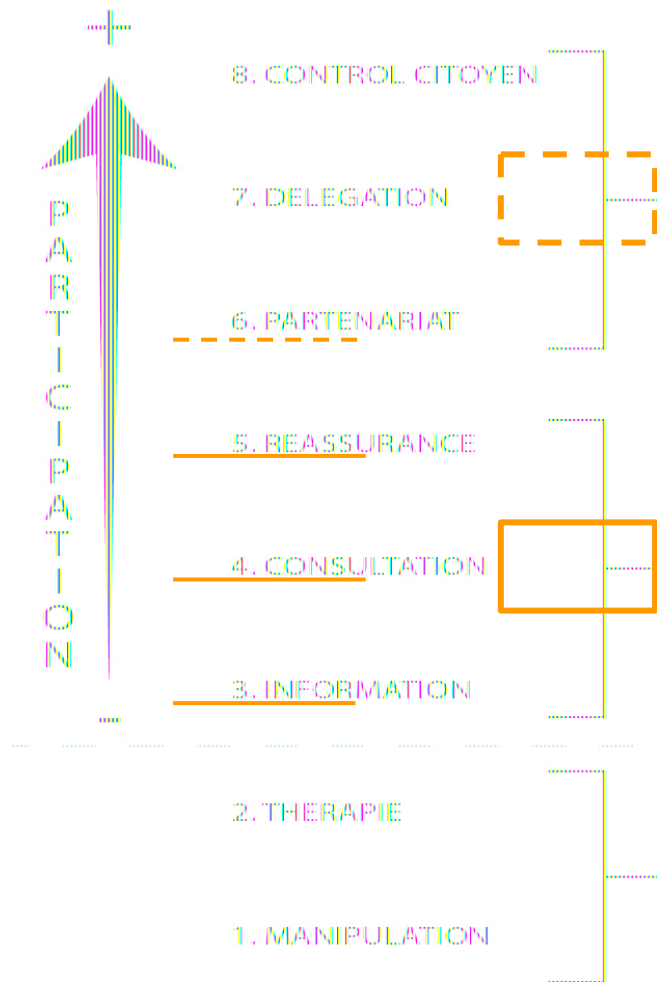 +
8. CONTROL CITOYEN
7. DELEGATION
6. PARTENARIAT
5. REASSURANCE
4. CONSULTATION
3. INFORMATION
2. THERAPIE
1. MANIPULATION
PARTICIPATION
-